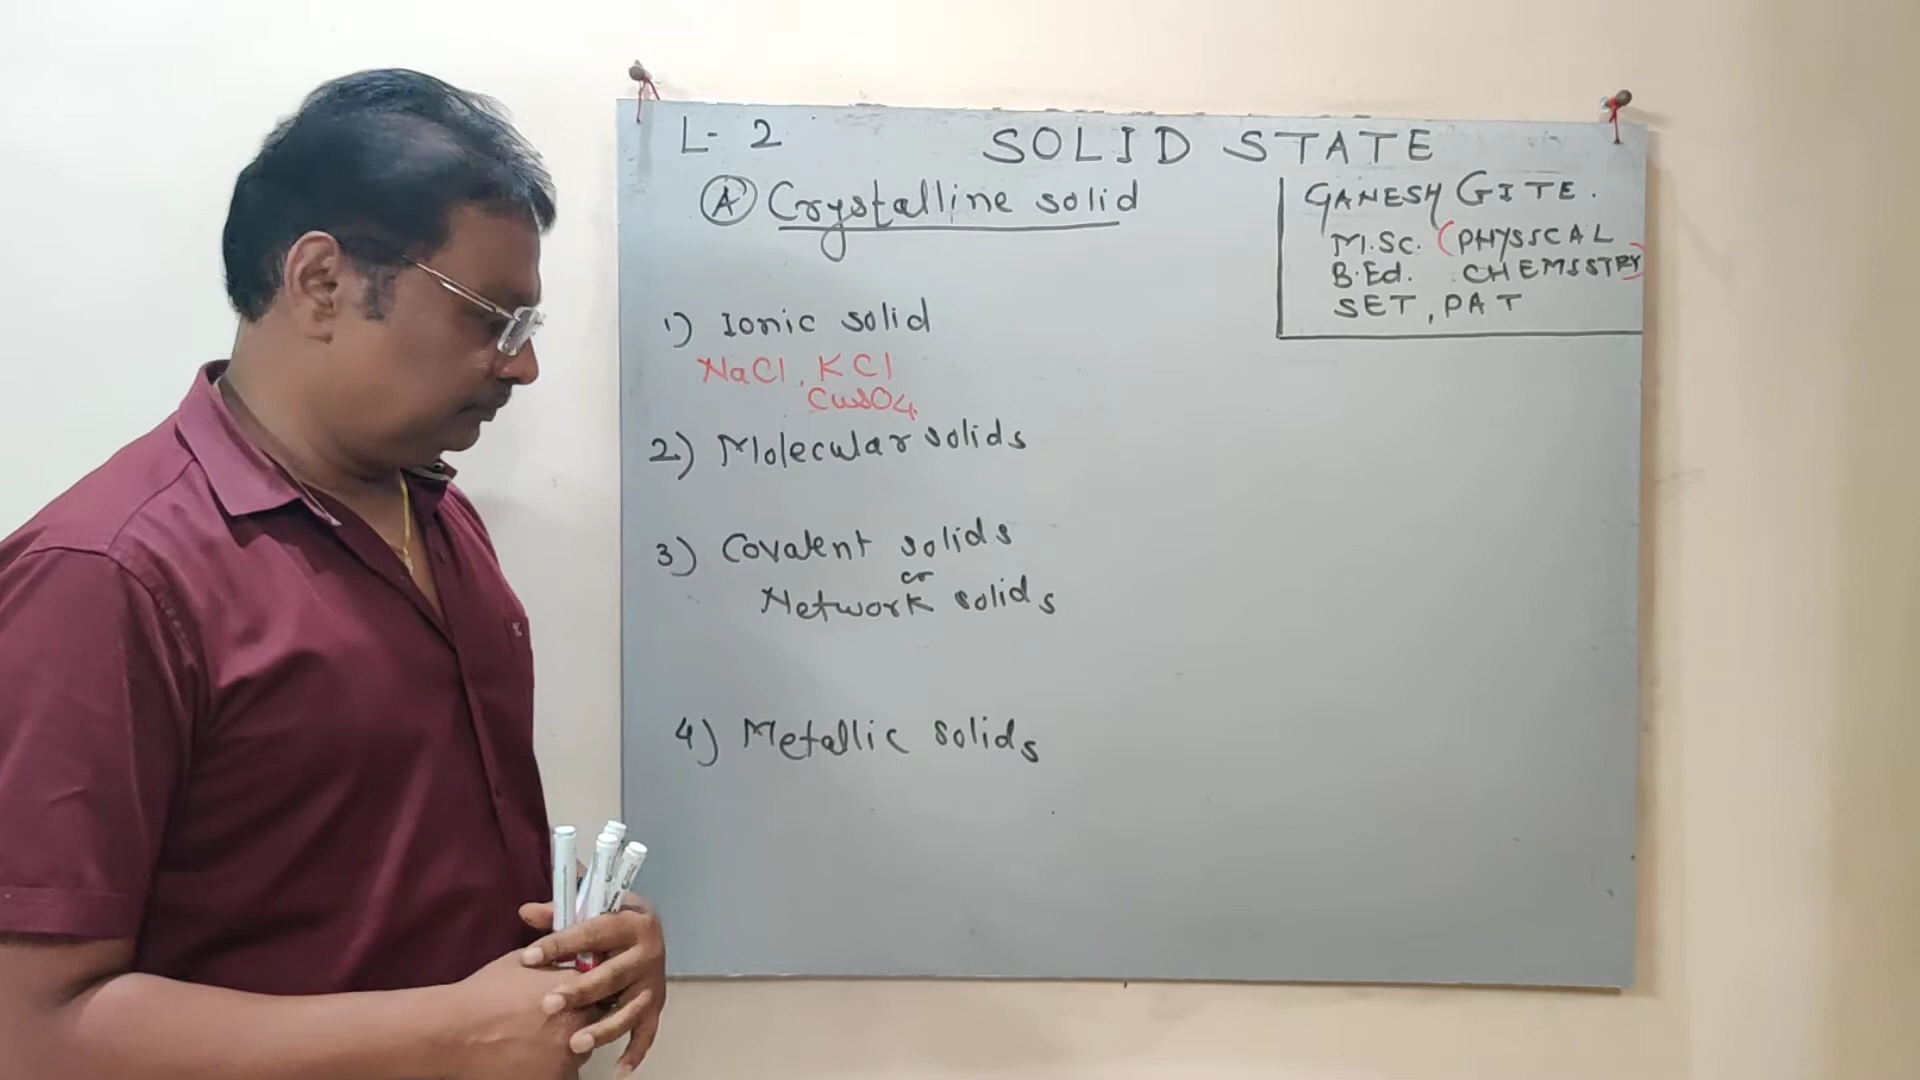 L-2 SOLID STATE
(A) Crystalline solid
GANESH GITE.
M.Sc. (PHYSICAL
B.Ed. CHEMISTRY)
SET, PAT
1) Ionic solid
NaCl, KCl
CuSO4
2) Molecular solids
3) Covalent solids
or
Network solids
4) Metallic solids